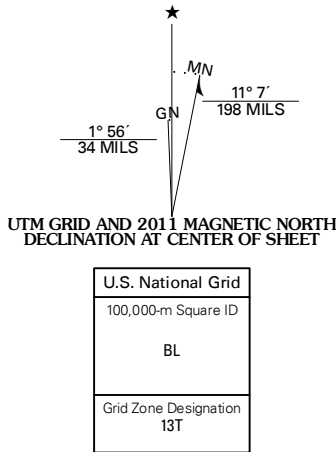 ★
MN
11° 7´
198 MILS
GN
1° 56´
34 MILS
UTM GRID AND 2011 MAGNETIC NORTH
DECLINATION AT CENTER OF SHEET
U.S. National Grid
100,000-m Square ID
BL
Grid Zone Designation
13T